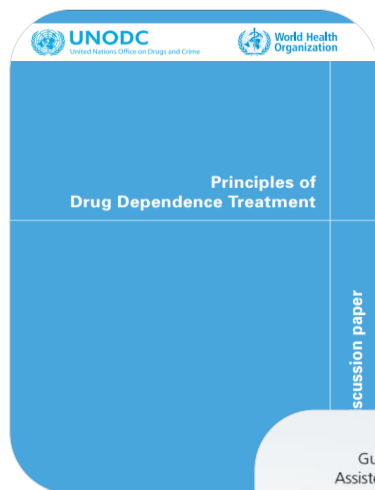 UNODC
United Nations Office on Drugs and Crime
World Health
Organization
Principles of
Drug Dependence Treatment
scussion paper
Gu
Assiste